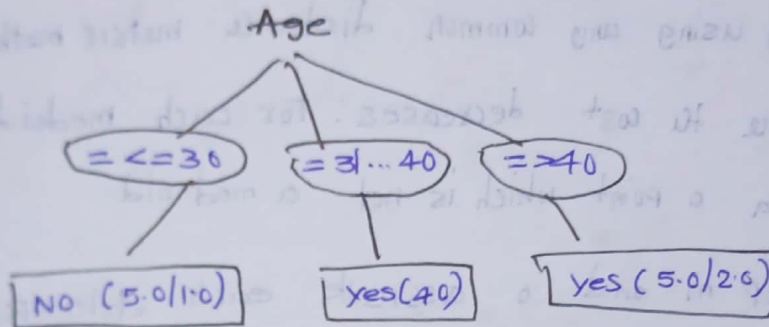 Age
=<=30 =31...40 =>40
NO (5.0/1.0) yes(40) yes (5.0/2.0)